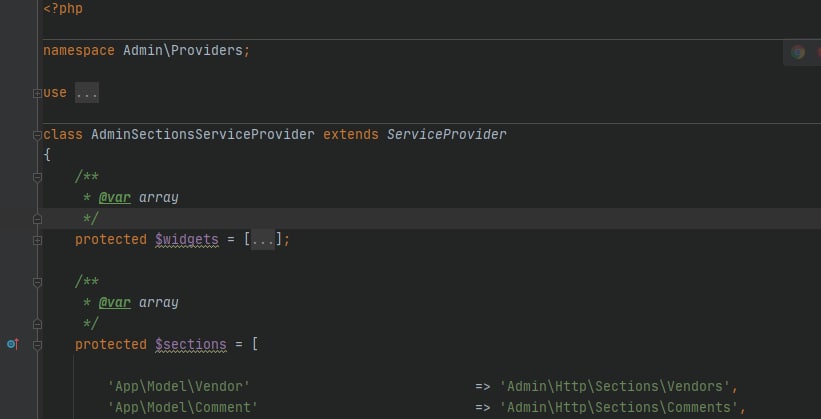 <?php
namespace Admin\Providers;
use ...
class AdminSectionsServiceProvider extends ServiceProvider
{
/**
* @var array
*/
protected $widgets = [...];
/**
* @var array
*/
protected $sections = [
'App\Model\Vendor' => 'Admin\Http\Sections\Vendors',
'App\Model\Comment' => 'Admin\Http\Sections\Comments',